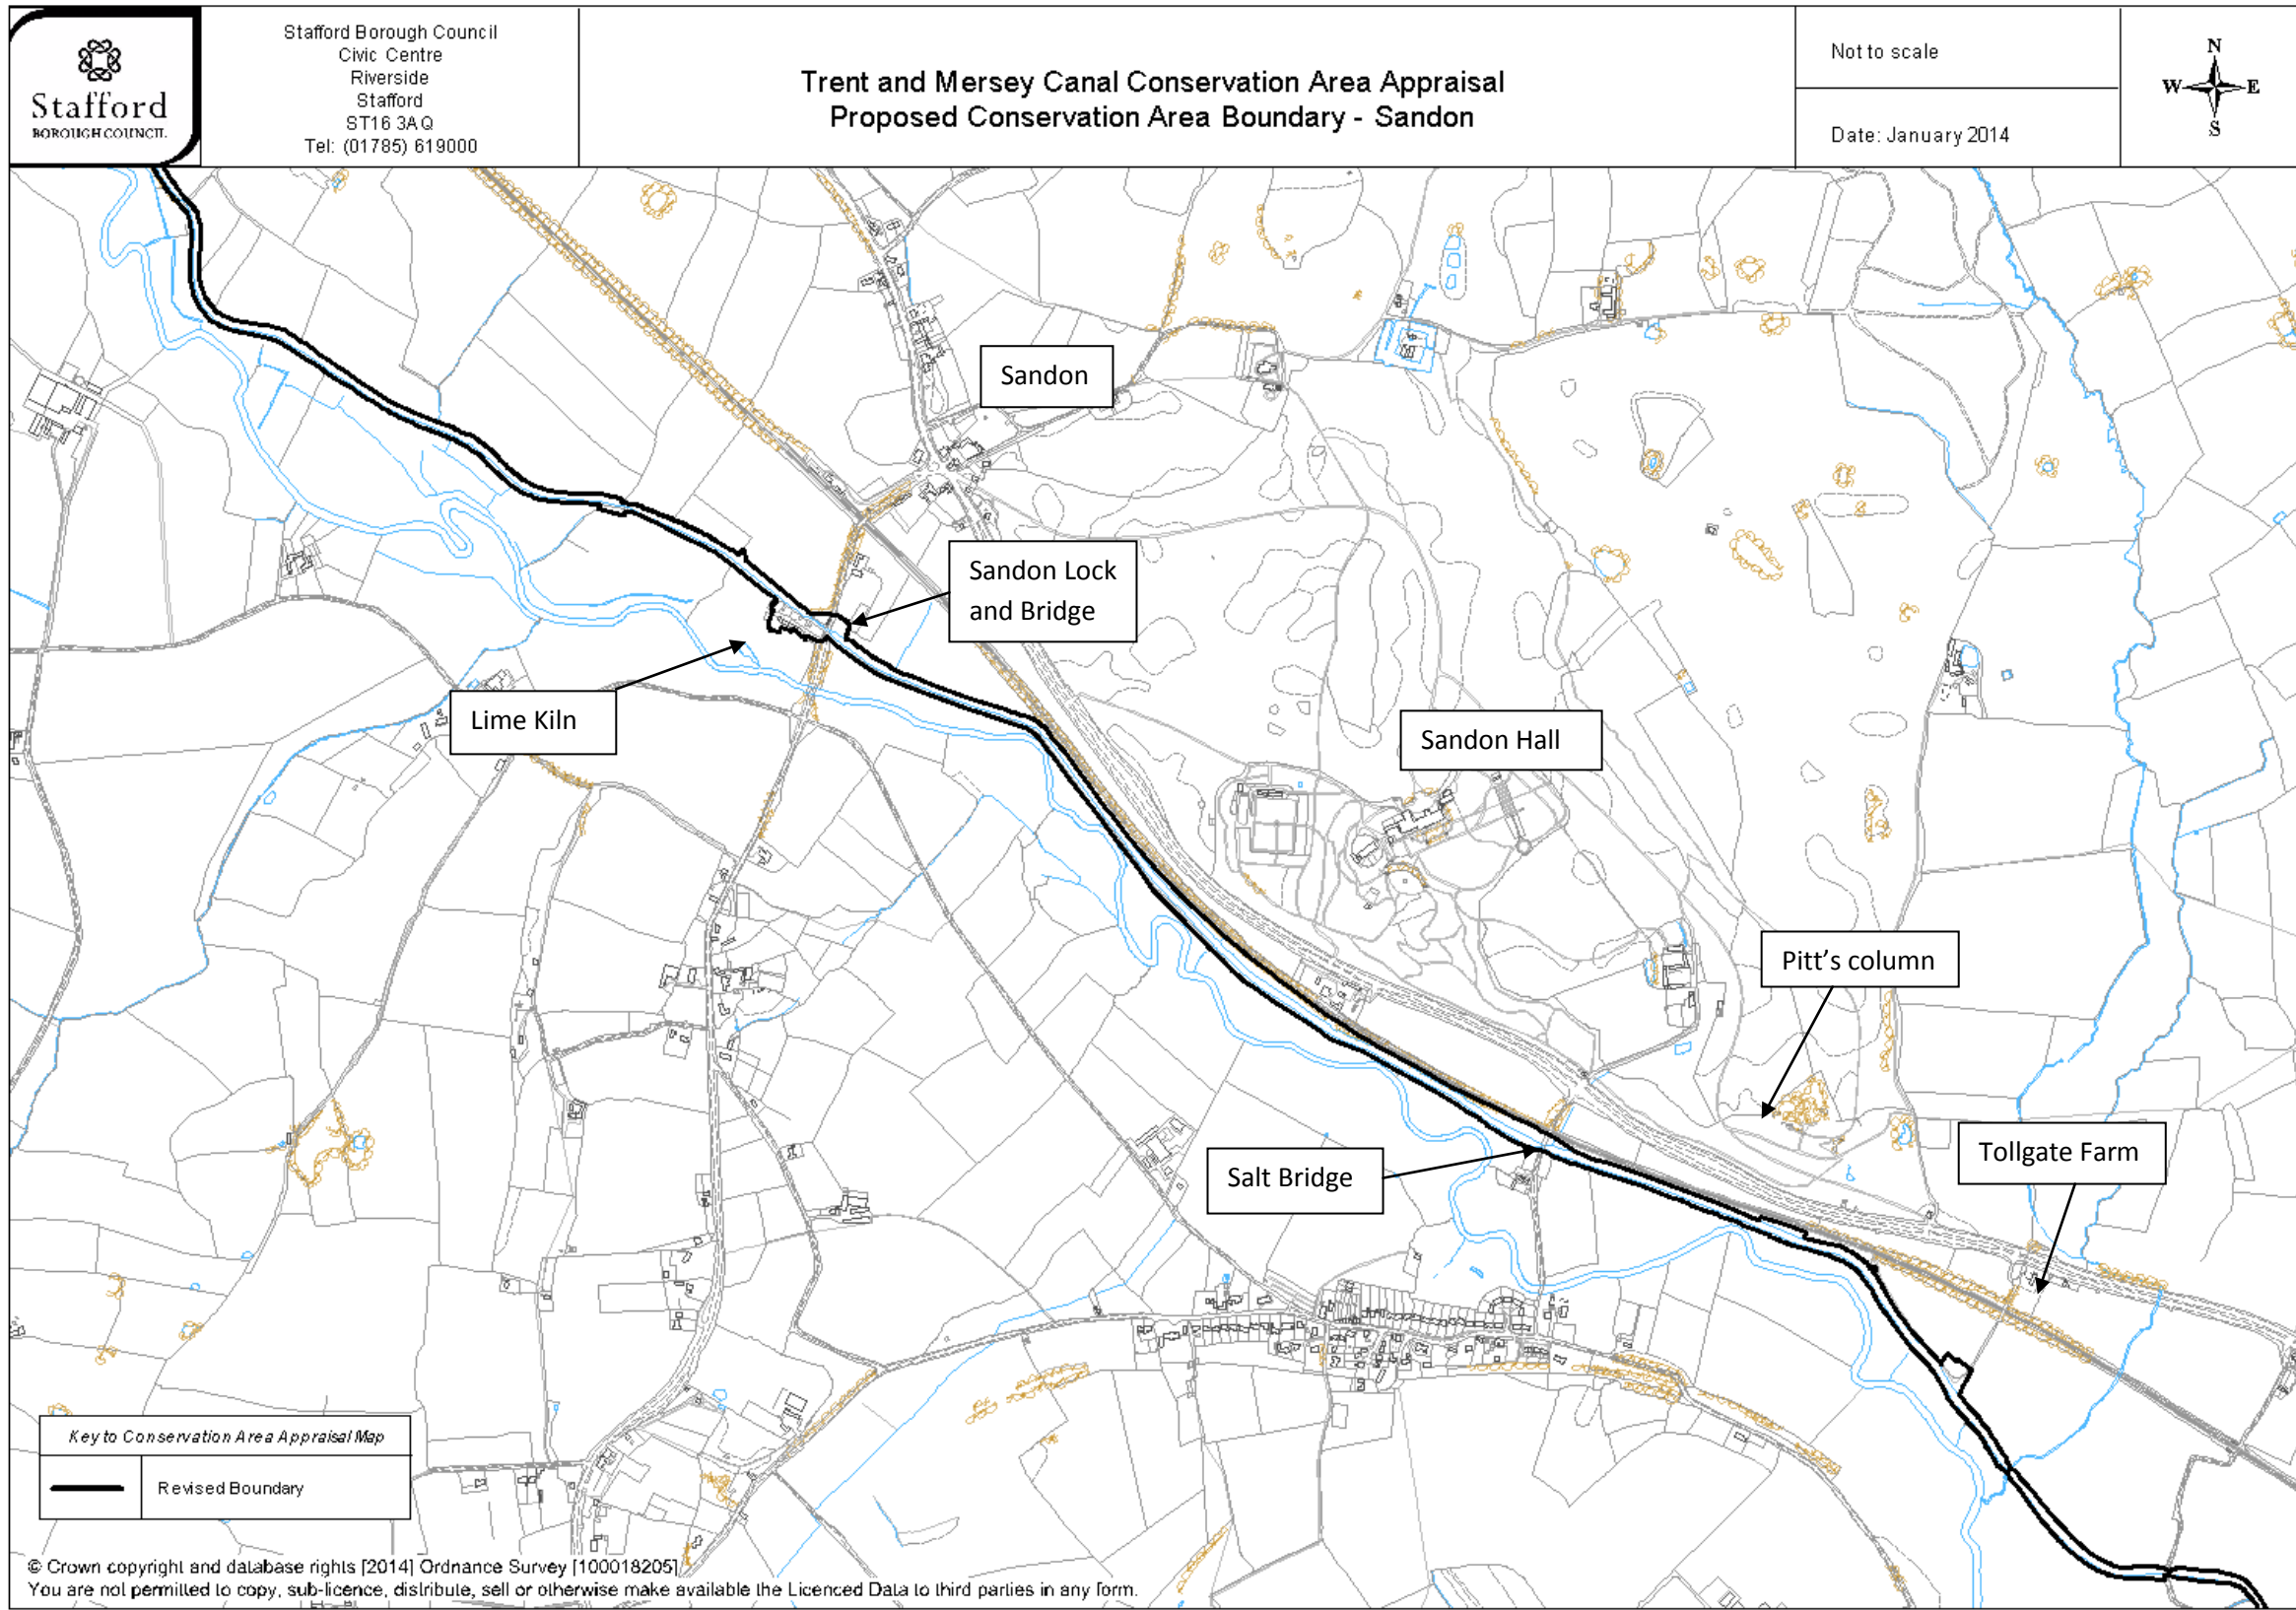 Stafford
BOROUGH COUNCIL
Stafford Borough Council
Civic Centre
Riverside
Stafford
ST16 3AQ
Tel: (01785) 619000
Trent and Mersey Canal Conservation Area Appraisal
Proposed Conservation Area Boundary - Sandon
Not to scale
Date: January 2014
N
W E
S
Sandon
Sandon Lock
and Bridge
Lime Kiln
Sandon Hall
Pitt's column
Tollgate Farm
Salt Bridge
Key to Conservation Area Appraisal Map
Revised Boundary
© Crown copyright and database rights [2014] Ordnance Survey [100018205]
You are not permitted to copy, sub-licence, distribute, sell or otherwise make available the Licenced Data to third parties in any form.